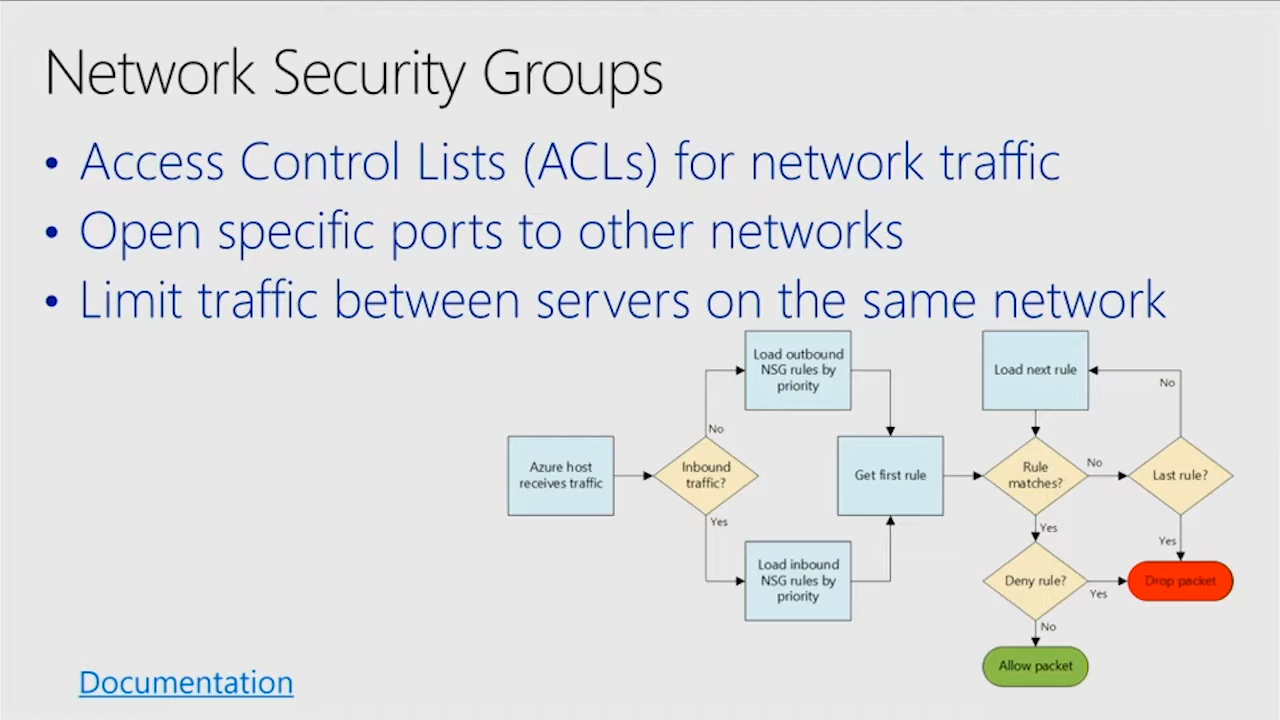 Network Security Groups
• Access Control Lists (ACLs) for network traffic
• Open specific ports to other networks
• Limit traffic between servers on the same network
Load outbound
NSG rules by
priority
Load next rule
No
No
Azure host
receives traffic
Inbound
traffic?
Get first rule
Rule
matches?
No
Last rule?
Yes
Yes
Yes
Load inbound
NSG rules by
priority
Deny rule?
Yes
Drop packet
No
Allow packet
Documentation